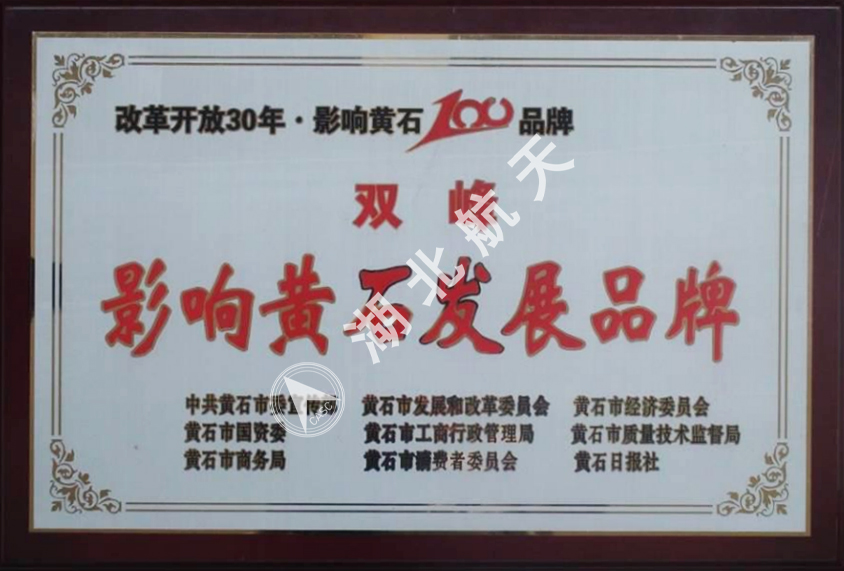 改革开放30年·影响黄石100品牌
双峰
影响黄石发展品牌
中共黄石市委宣传部 黄石市发展和改革委员会 黄石市经济委员会
黄石市国资委 黄石市工商行政管理局 黄石市质量技术监督局
黄石市商务局 黄石市消费者委员会 黄石日报社
湖北航天
CASC